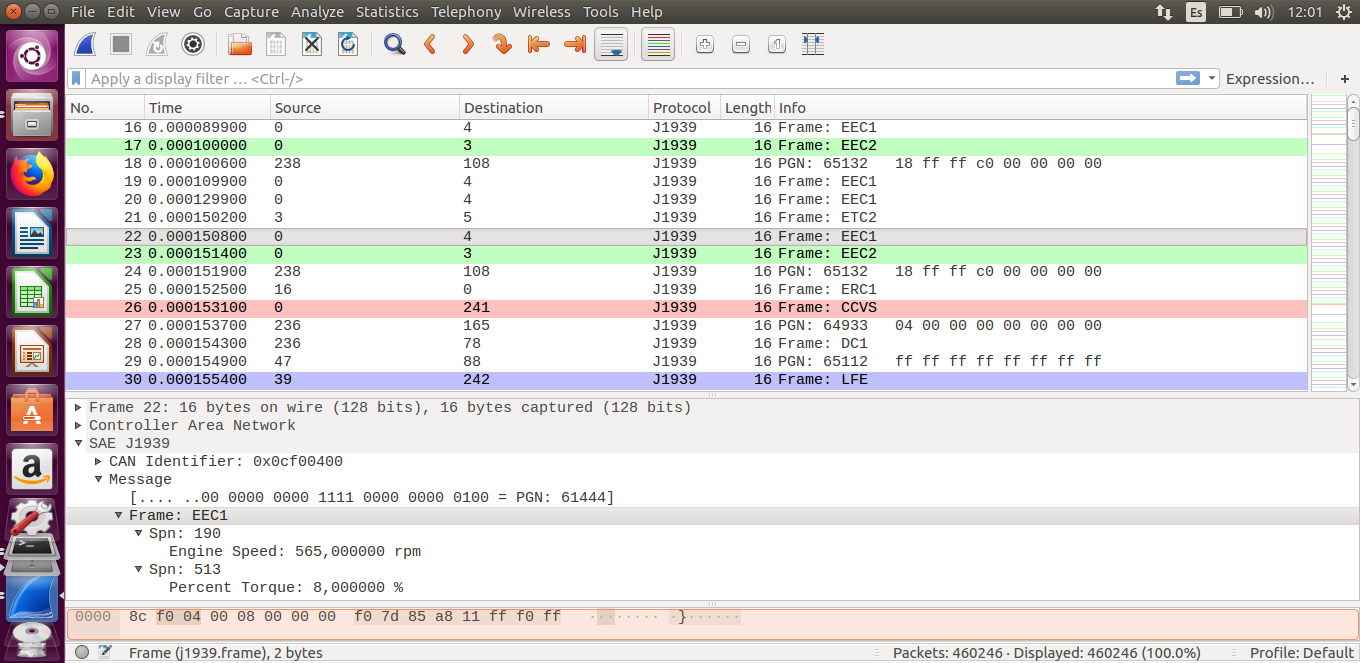 File Edit View Go Capture Analyze Statistics Telephony Wireless Tools Help Es 12:01
Apply a display filter … <Ctrl-/> Expression… +
No. Time Source Destination Protocol Length Info
16 0.000089900 0 4 J1939 16 Frame: EEC1
17 0.000100000 0 3 J1939 16 Frame: EEC2
18 0.000100600 238 108 J1939 16 PGN: 65132 18 ff ff c0 00 00 00 00
19 0.000109900 0 4 J1939 16 Frame: EEC1
20 0.000129900 0 4 J1939 16 Frame: EEC1
21 0.000150200 3 5 J1939 16 Frame: ETC2
22 0.000150800 0 4 J1939 16 Frame: EEC1
23 0.000151400 0 3 J1939 16 Frame: EEC2
24 0.000151900 238 108 J1939 16 PGN: 65132 18 ff ff c0 00 00 00 00
25 0.000152500 16 0 J1939 16 Frame: ERC1
26 0.000153100 0 241 J1939 16 Frame: CCVS
27 0.000153700 236 165 J1939 16 PGN: 64933 04 00 00 00 00 00 00 00
28 0.000154300 236 78 J1939 16 Frame: DC1
29 0.000154900 47 88 J1939 16 PGN: 65112 ff ff ff ff ff ff ff ff
30 0.000155400 39 242 J1939 16 Frame: LFE
Frame 22: 16 bytes on wire (128 bits), 16 bytes captured (128 bits)
Controller Area Network
SAE J1939
CAN Identifier: 0x0cf00400
Message
[.... ..00 0000 0000 1111 0000 0000 0100 = PGN: 61444]
Frame: EEC1
Spn: 190
Engine Speed: 565,000000 rpm
Spn: 513
Percent Torque: 8,000000 %
0000 8c f0 04 00 08 00 00 00 f0 7d 85 a8 11 ff f0 ff ········ ·}······
Frame (j1939.frame), 2 bytes Packets: 460246 · Displayed: 460246 (100.0%) Profile: Default